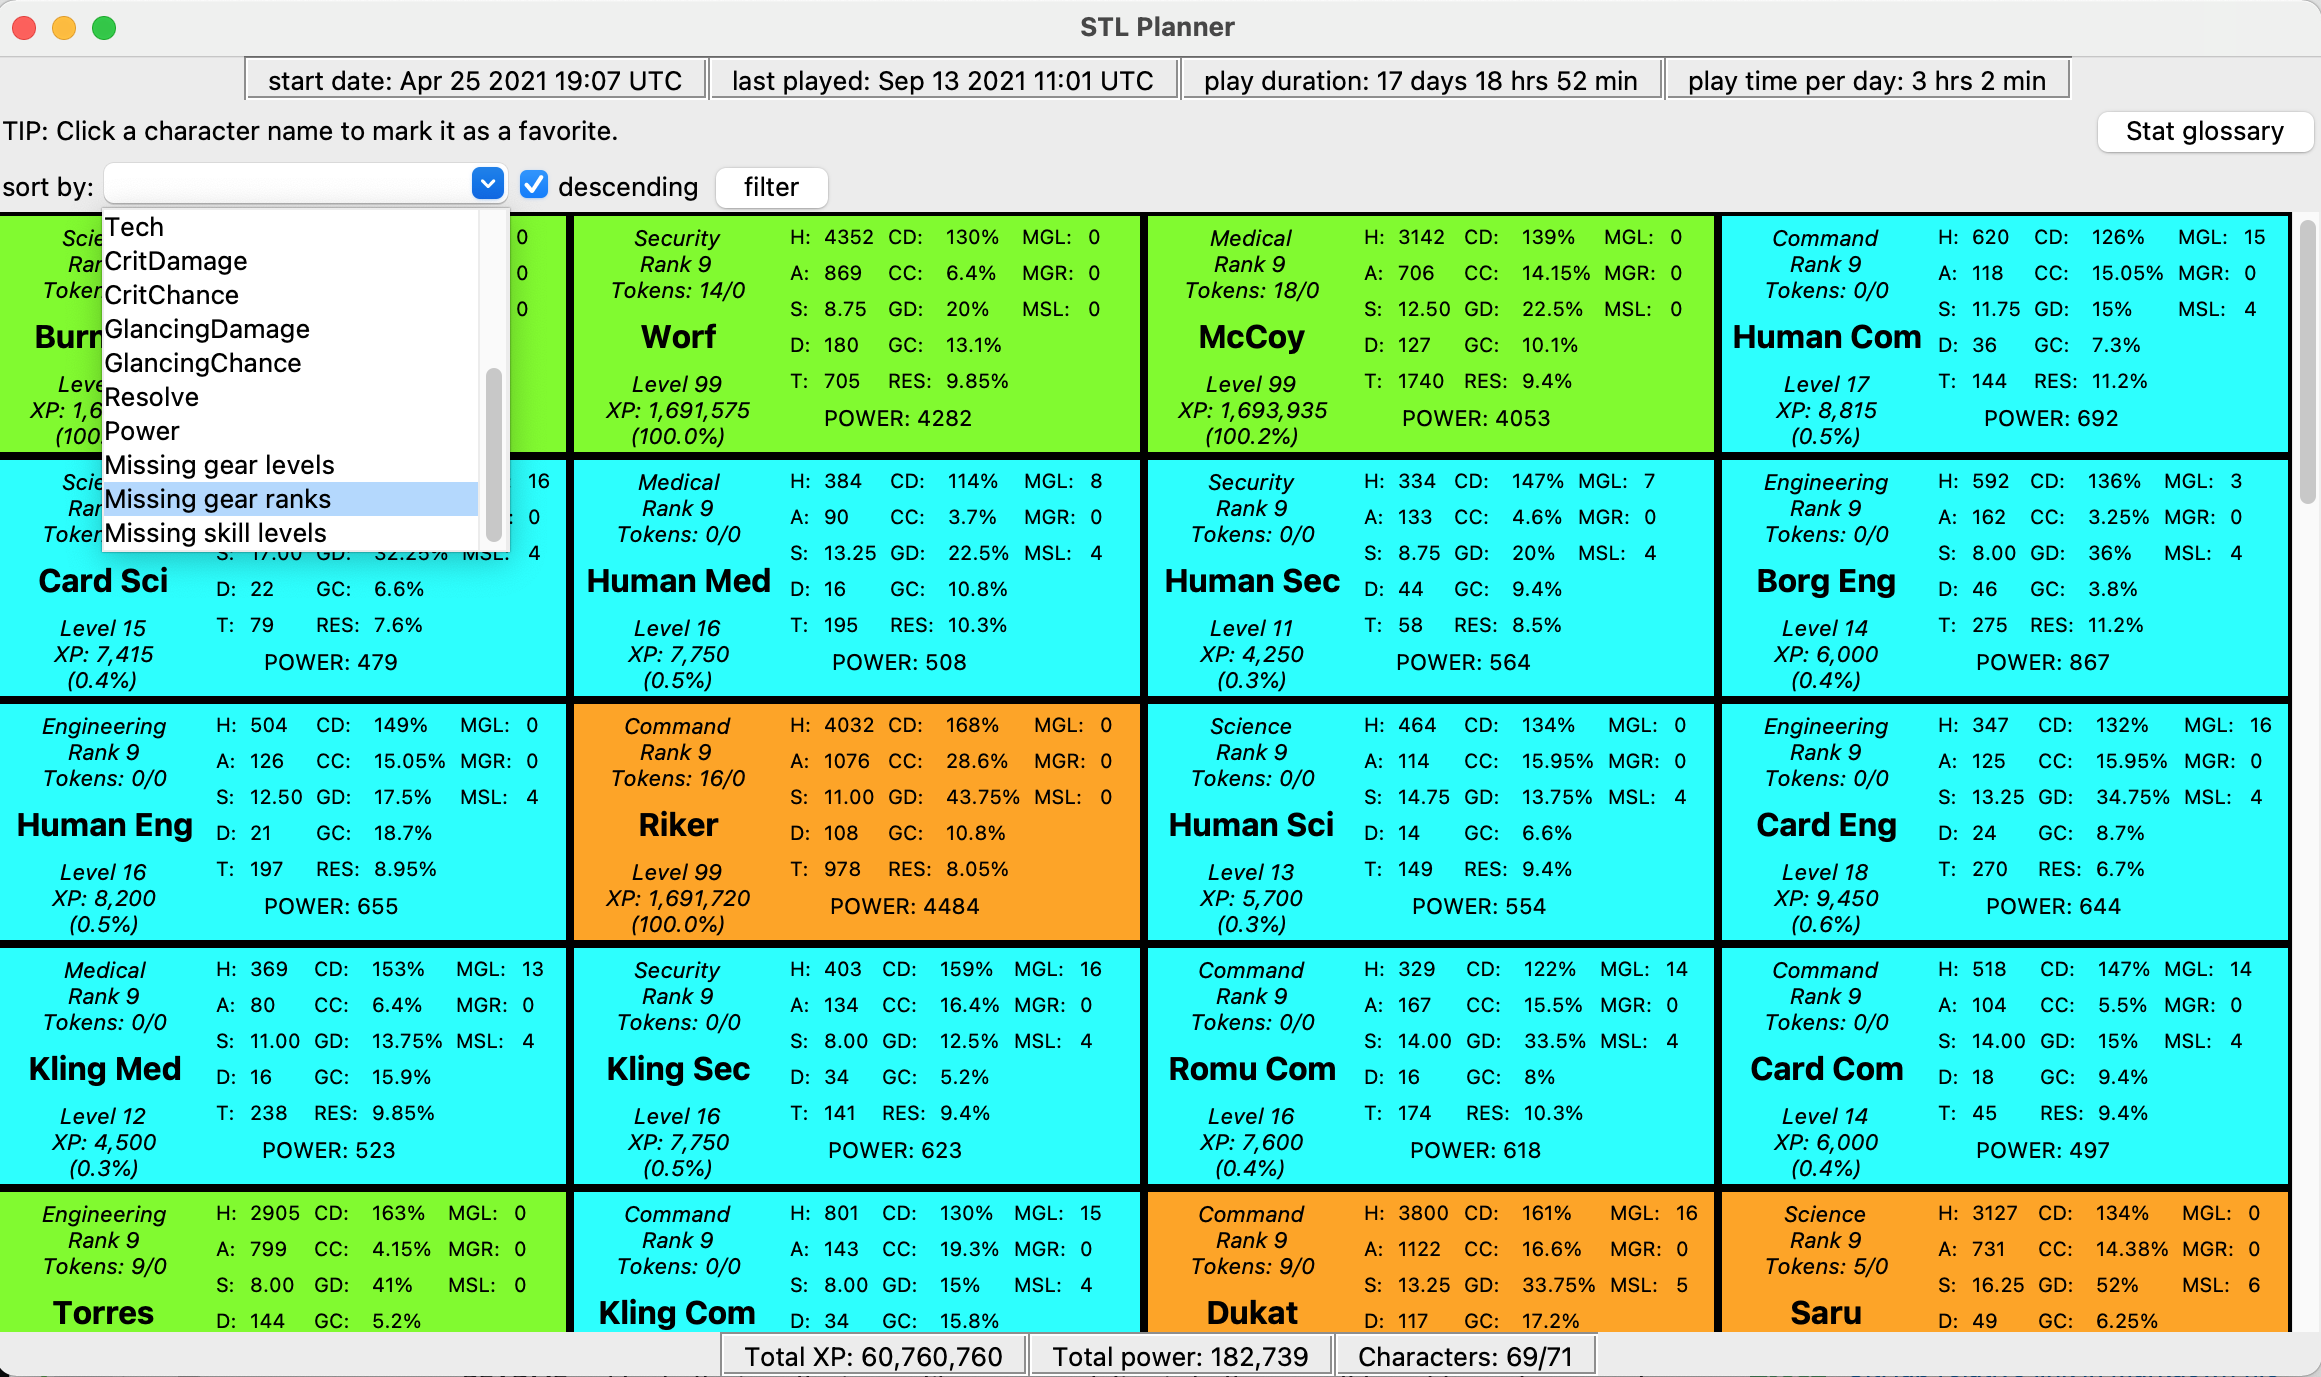 STL Planner
start date: Apr 25 2021 19:07 UTC
last played: Sep 13 2021 11:01 UTC
play duration: 17 days 18 hrs 52 min
play time per day: 3 hrs 2 min
TIP: Click a character name to mark it as a favorite.
Stat glossary
sort by:
descending
filter
Tech
CritDamage
CritChance
GlancingDamage
GlancingChance
Resolve
Power
Missing gear levels
Missing gear ranks
Missing skill levels
0
0
0
Security
Rank 9
Tokens: 14/0
Worf
Level 99
XP: 1,691,575
(100.0%)
H: 4352 CD: 130% MGL: 0
A: 869 CC: 6.4% MGR: 0
S: 8.75 GD: 20% MSL: 0
D: 180 GC: 13.1%
T: 705 RES: 9.85%
POWER: 4282
Medical
Rank 9
Tokens: 18/0
McCoy
Level 99
XP: 1,693,935
(100.2%)
H: 3142 CD: 139% MGL: 0
A: 706 CC: 14.15% MGR: 0
S: 12.50 GD: 22.5% MSL: 0
D: 127 GC: 10.1%
T: 1740 RES: 9.4%
POWER: 4053
Command
Rank 9
Tokens: 0/0
Human Com
Level 17
XP: 8,815
(0.5%)
H: 620 CD: 126% MGL: 15
A: 118 CC: 15.05% MGR: 0
S: 11.75 GD: 15% MSL: 4
D: 36 GC: 7.3%
T: 144 RES: 11.2%
POWER: 692
Card Sci
Level 15
XP: 7,415
(0.4%)
16
0
S: 17.00 GD: 32.25% MSL: 4
D: 22 GC: 6.6%
T: 79 RES: 7.6%
POWER: 479
Medical
Rank 9
Tokens: 0/0
Human Med
Level 16
XP: 7,750
(0.5%)
H: 384 CD: 114% MGL: 8
A: 90 CC: 3.7% MGR: 0
S: 13.25 GD: 22.5% MSL: 4
D: 16 GC: 10.8%
T: 195 RES: 10.3%
POWER: 508
Security
Rank 9
Tokens: 0/0
Human Sec
Level 11
XP: 4,250
(0.3%)
H: 334 CD: 147% MGL: 7
A: 133 CC: 4.6% MGR: 0
S: 8.75 GD: 20% MSL: 4
D: 44 GC: 9.4%
T: 58 RES: 8.5%
POWER: 564
Engineering
Rank 9
Tokens: 0/0
Borg Eng
Level 14
XP: 6,000
(0.4%)
H: 592 CD: 136% MGL: 3
A: 162 CC: 3.25% MGR: 0
S: 8.00 GD: 36% MSL: 4
D: 46 GC: 3.8%
T: 275 RES: 11.2%
POWER: 867
Engineering
Rank 9
Tokens: 0/0
Human Eng
Level 16
XP: 8,200
(0.5%)
H: 504 CD: 149% MGL: 0
A: 126 CC: 15.05% MGR: 0
S: 12.50 GD: 17.5% MSL: 4
D: 21 GC: 18.7%
T: 197 RES: 8.95%
POWER: 655
Command
Rank 9
Tokens: 16/0
Riker
Level 99
XP: 1,691,720
(100.0%)
H: 4032 CD: 168% MGL: 0
A: 1076 CC: 28.6% MGR: 0
S: 11.00 GD: 43.75% MSL: 0
D: 108 GC: 10.8%
T: 978 RES: 8.05%
POWER: 4484
Science
Rank 9
Tokens: 0/0
Human Sci
Level 13
XP: 5,700
(0.3%)
H: 464 CD: 134% MGL: 0
A: 114 CC: 15.95% MGR: 0
S: 14.75 GD: 13.75% MSL: 4
D: 14 GC: 6.6%
T: 149 RES: 9.4%
POWER: 554
Engineering
Rank 9
Tokens: 0/0
Card Eng
Level 18
XP: 9,450
(0.6%)
H: 347 CD: 132% MGL: 16
A: 125 CC: 15.95% MGR: 0
S: 13.25 GD: 34.75% MSL: 4
D: 24 GC: 8.7%
T: 270 RES: 6.7%
POWER: 644
Medical
Rank 9
Tokens: 0/0
Kling Med
Level 12
XP: 4,500
(0.3%)
H: 369 CD: 153% MGL: 13
A: 80 CC: 6.4% MGR: 0
S: 11.00 GD: 13.75% MSL: 4
D: 16 GC: 15.9%
T: 238 RES: 9.85%
POWER: 523
Security
Rank 9
Tokens: 0/0
Kling Sec
Level 16
XP: 7,750
(0.5%)
H: 403 CD: 159% MGL: 16
A: 134 CC: 16.4% MGR: 0
S: 8.00 GD: 12.5% MSL: 4
D: 34 GC: 5.2%
T: 141 RES: 9.4%
POWER: 623
Command
Rank 9
Tokens: 0/0
Romu Com
Level 16
XP: 7,600
(0.4%)
H: 329 CD: 122% MGL: 14
A: 167 CC: 15.5% MGR: 0
S: 14.00 GD: 33.5% MSL: 4
D: 16 GC: 8%
T: 174 RES: 10.3%
POWER: 618
Command
Rank 9
Tokens: 0/0
Card Com
Level 14
XP: 6,000
(0.4%)
H: 518 CD: 147% MGL: 14
A: 104 CC: 5.5% MGR: 0
S: 14.00 GD: 15% MSL: 4
D: 18 GC: 9.4%
T: 45 RES: 9.4%
POWER: 497
Engineering
Rank 9
Tokens: 9/0
Torres
H: 2905 CD: 163% MGL: 0
A: 799 CC: 4.15% MGR: 0
S: 8.00 GD: 41% MSL: 0
D: 144 GC: 5.2%
Command
Rank 9
Tokens: 0/0
Kling Com
H: 801 CD: 130% MGL: 15
A: 143 CC: 19.3% MGR: 0
S: 8.00 GD: 15% MSL: 4
D: 34 GC: 15.8%
Command
Rank 9
Tokens: 9/0
Dukat
H: 3800 CD: 161% MGL: 16
A: 1122 CC: 16.6% MGR: 0
S: 13.25 GD: 33.75% MSL: 5
D: 117 GC: 17.2%
Science
Rank 9
Tokens: 5/0
Saru
H: 3127 CD: 134% MGL: 0
A: 731 CC: 14.38% MGR: 0
S: 16.25 GD: 52% MSL: 6
D: 49 GC: 6.25%
Total XP: 60,760,760
Total power: 182,739
Characters: 69/71